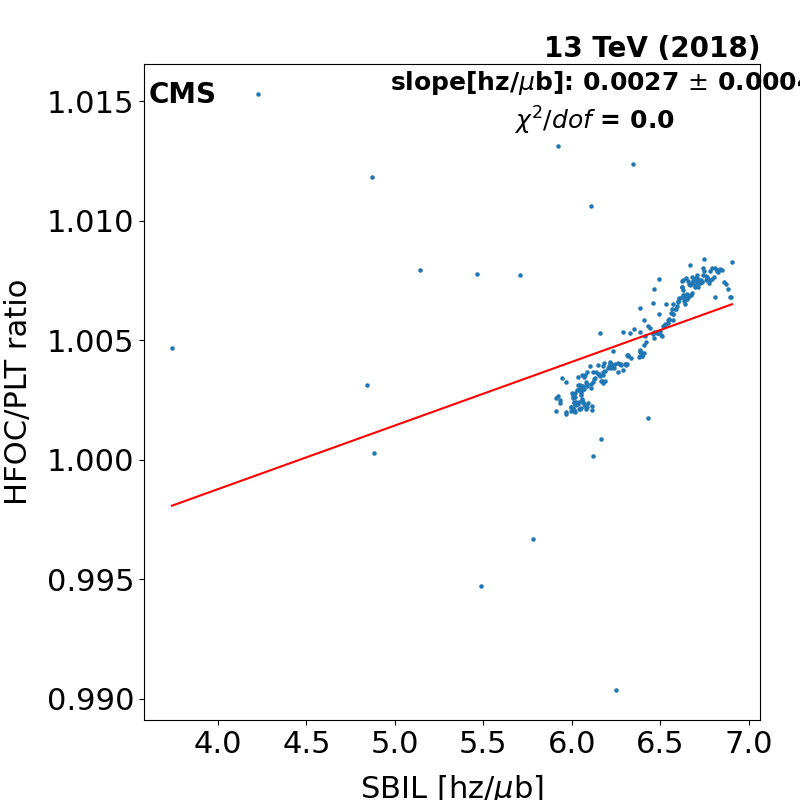 13 TeV (2018)
CMS
slope[hz/μb]: 0.0027 ± 0.0004
χ²/dof = 0.0
HFOC/PLT ratio
1.015
1.010
1.005
1.000
0.995
0.990
4.0 4.5 5.0 5.5 6.0 6.5 7.0
SBIL [hz/μb]